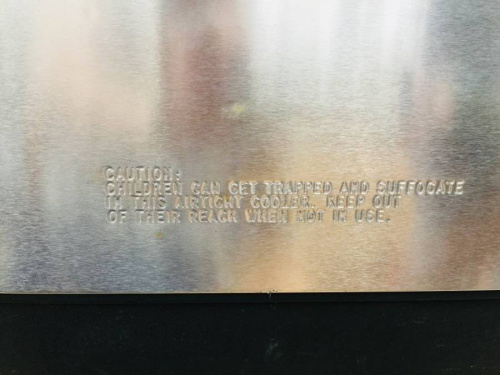 CAUTION:
CHILDREN CAN GET TRAPPED AND SUFFOCATE
IN THIS AIRTIGHT COOLER. KEEP OUT
OF THEIR REACH WHEN NOT IN USE.